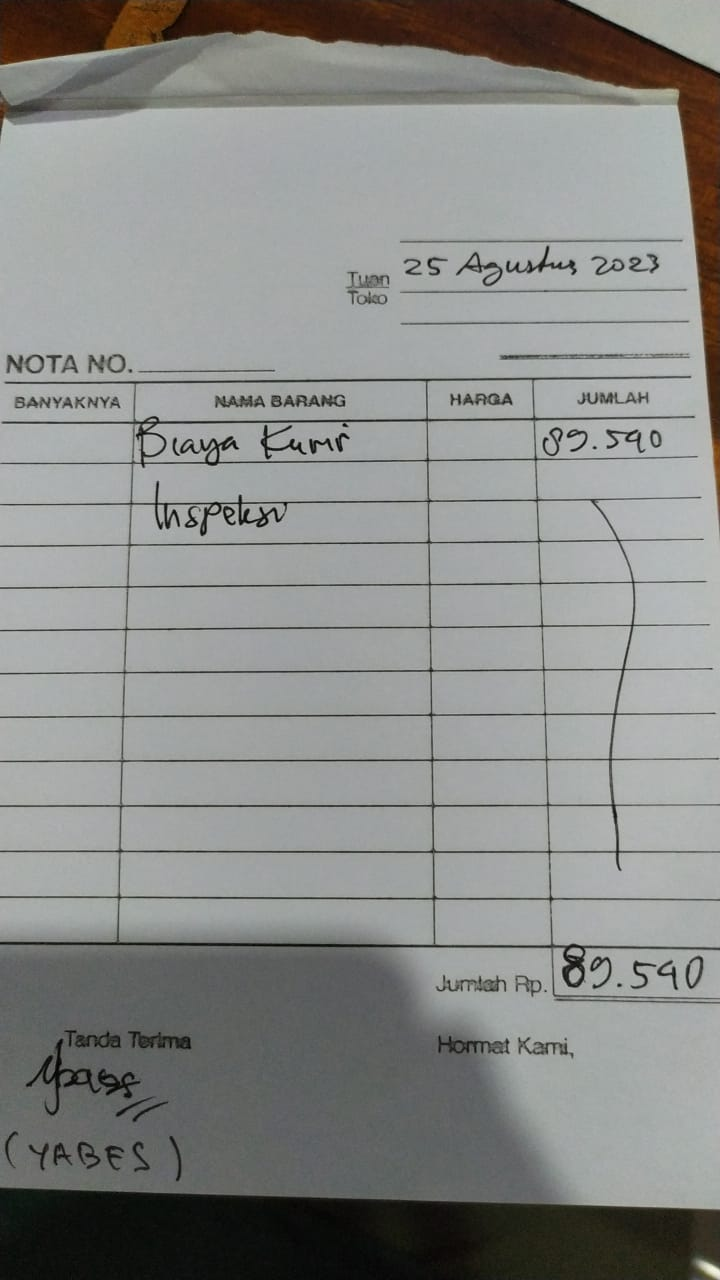 25 Agustus 2023
Tuan
Toko
NOTA NO.
BANYAKNYA NAMA BARANG HARGA JUMLAH
Biaya Kurir 89.590
Inspeksi
Jumlah Rp. 89.590
Tanda Terima Hormat Kami,
(YABES)